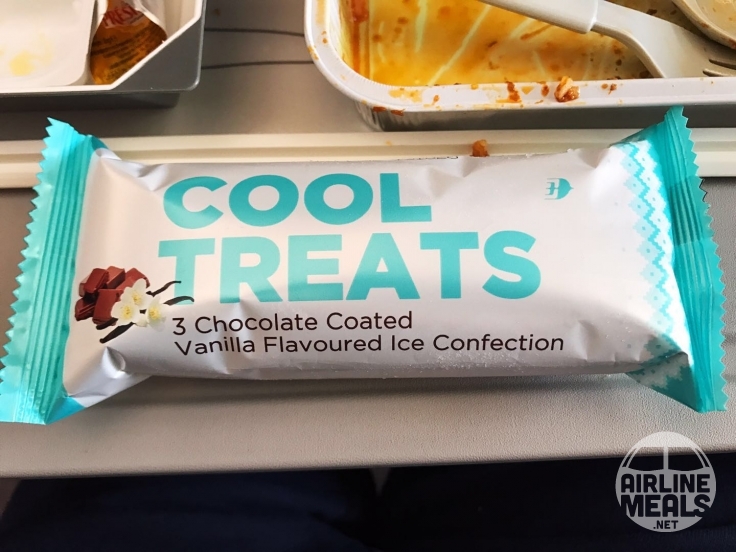 COOL
TREATS
3 Chocolate Coated
Vanilla Flavoured Ice Confection
AIRLINE
MEALS
.NET